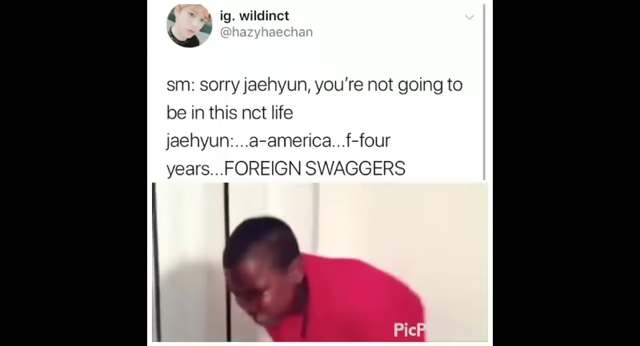 ig. wildinct
@hazyhaechan
sm: sorry jaehyun, you're not going to
be in this nct life
jaehyun:...a-america...f-four
years...FOREIGN SWAGGERS
PicP